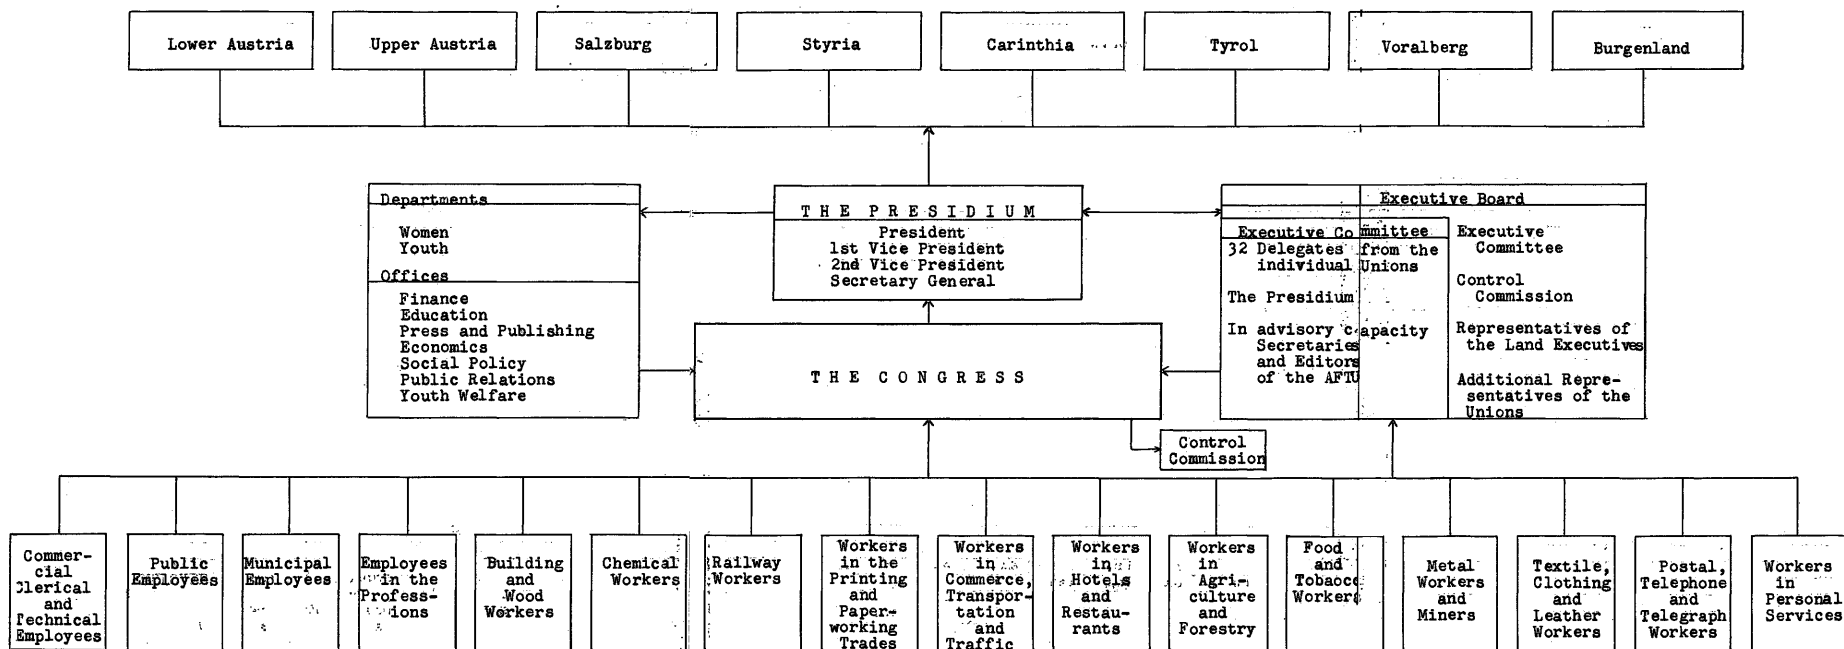 Lower Austria
Upper Austria
Salzburg
Styria
Carinthia
Tyrol
Voralberg
Burgenland
Departments
Women
Youth
Offices
Finance
Education
Press and Publishing
Economics
Social Policy
Public Relations
Youth Welfare
THE PRESIDIUM
President
1st Vice President
2nd Vice President
Secretary General
THE CONGRESS
Control
Commission
Executive Board
Executive Committee
32 Delegates from the
individual Unions
The Presidium
In advisory capacity
Secretaries
and Editors
of the AFTU
Executive
Committee
Control
Commission
Representatives of
the Land Executives
Additional Repre-
sentatives of the
Unions
Commer-
cial
Clerical
and
Technical
Employees
Public
Employees
Municipal
Employees
Employees
in the
Profess-
ions
Building
and
Wood
Workers
Chemical
Workers
Railway
Workers
Workers
in the
Printing
and
Paper-
working
Trades
Workers
in
Commerce,
Transpor-
tation
and
Traffic
Workers
in
Hotels
and
Restau-
rants
Workers
in
Agri-
culture
and
Forestry
Food
and
Tobacco
Workers
Metal
Workers
and
Miners
Textile,
Clothing
and
Leather
Workers
Postal,
Telephone
and
Telegraph
Workers
Workers
in
Personal
Services